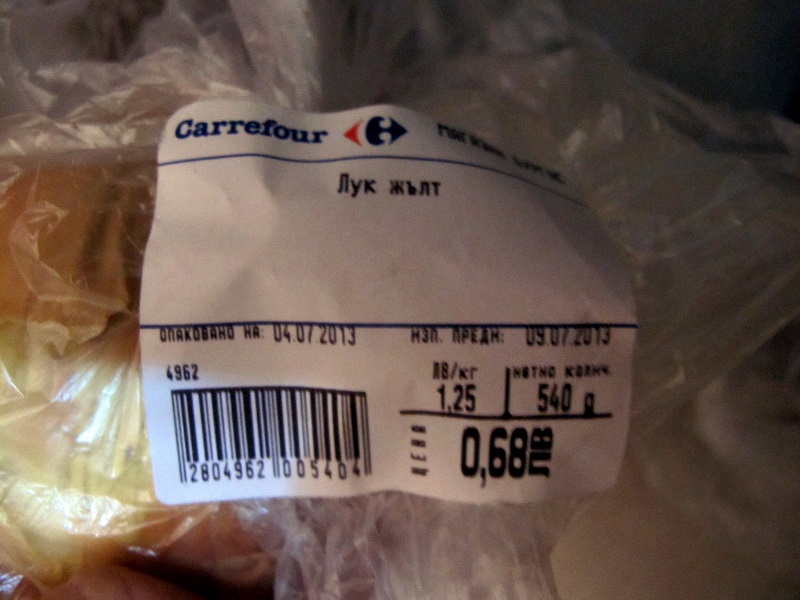 Carrefour
Лук жълт
ОПАКОВАНО НА: 04.07.2013 ИЗП. ПРЕДИ: 09.07.2013
4962 ЛВ/кг нетно колич.
1,25 540 g
ЦЕНА 0,68 ЛВ
2804962 005404